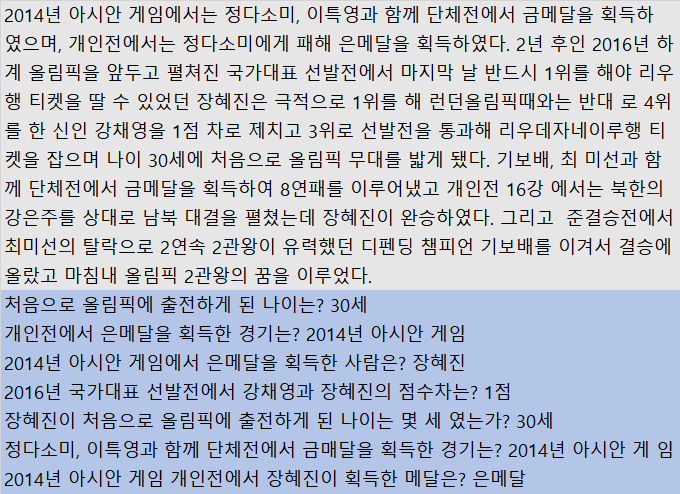 2014년 아시안 게임에서는 정다소미, 이특영과 함께 단체전에서 금메달을 획득하
였으며, 개인전에서는 정다소미에게 패해 은메달을 획득하였다. 2년 후인 2016년 하
계 올림픽을 앞두고 펼쳐진 국가대표 선발전에서 마지막 날 반드시 1위를 해야 리우
행 티켓을 딸 수 있었던 장혜진은 극적으로 1위를 해 런던올림픽때와는 반대 로 4위
를 한 신인 강채영을 1점 차로 제치고 3위로 선발전을 통과해 리우데자네이루행 티
켓을 잡으며 나이 30세에 처음으로 올림픽 무대를 밟게 됐다. 기보배, 최 미선과 함
께 단체전에서 금메달을 획득하여 8연패를 이루어냈고 개인전 16강 에서는 북한의
강은주를 상대로 남북 대결을 펼쳤는데 장혜진이 완승하였다. 그리고 준결승전에서
최미선의 탈락으로 2연속 2관왕이 유력했던 디펜딩 챔피언 기보배를 이겨서 결승에
올랐고 마침내 올림픽 2관왕의 꿈을 이루었다.
처음으로 올림픽에 출전하게 된 나이는? 30세
개인전에서 은메달을 획득한 경기는? 2014년 아시안 게임
2014년 아시안 게임에서 은메달을 획득한 사람은? 장혜진
2016년 국가대표 선발전에서 강채영과 장혜진의 점수차는? 1점
장혜진이 처음으로 올림픽에 출전하게 된 나이는 몇 세 였는가? 30세
정다소미, 이특영과 함께 단체전에서 금매달을 획득한 경기는? 2014년 아시안 게 임
2014년 아시안 게임 개인전에서 장혜진이 획득한 메달은? 은메달